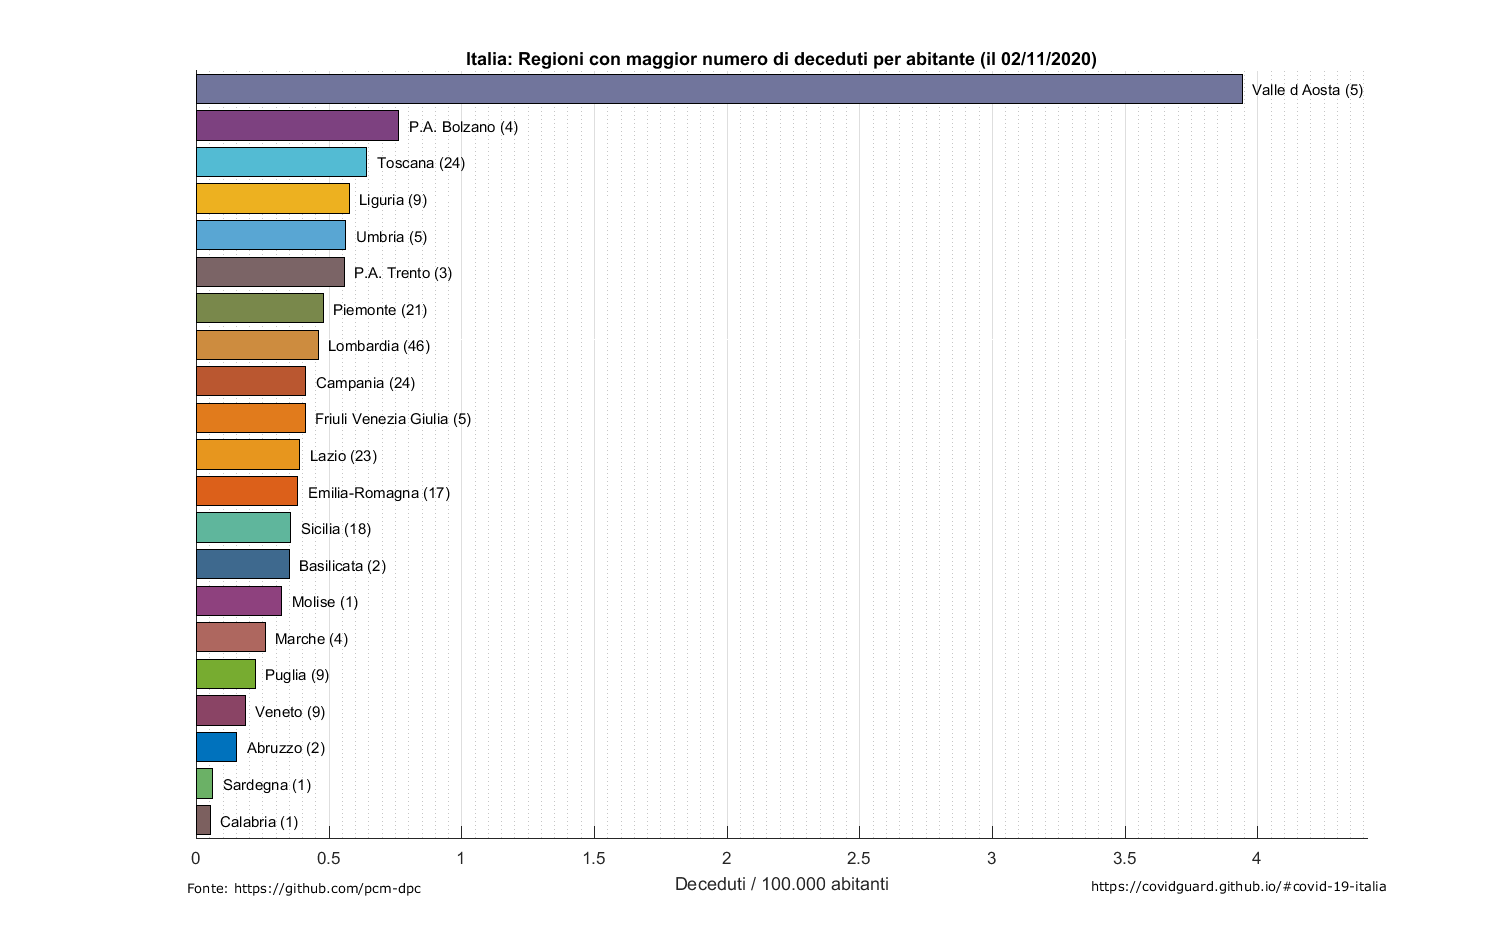 Italia: Regioni con maggior numero di deceduti per abitante (il 02/11/2020)
Valle d Aosta (5)
P.A. Bolzano (4)
Toscana (24)
Liguria (9)
Umbria (5)
P.A. Trento (3)
Piemonte (21)
Lombardia (46)
Campania (24)
Friuli Venezia Giulia (5)
Lazio (23)
Emilia-Romagna (17)
Sicilia (18)
Basilicata (2)
Molise (1)
Marche (4)
Puglia (9)
Veneto (9)
Abruzzo (2)
Sardegna (1)
Calabria (1)
0 0.5 1 1.5 2 2.5 3 3.5 4
Fonte: https://github.com/pcm-dpc Deceduti / 100.000 abitanti https://covidguard.github.io/#covid-19-italia